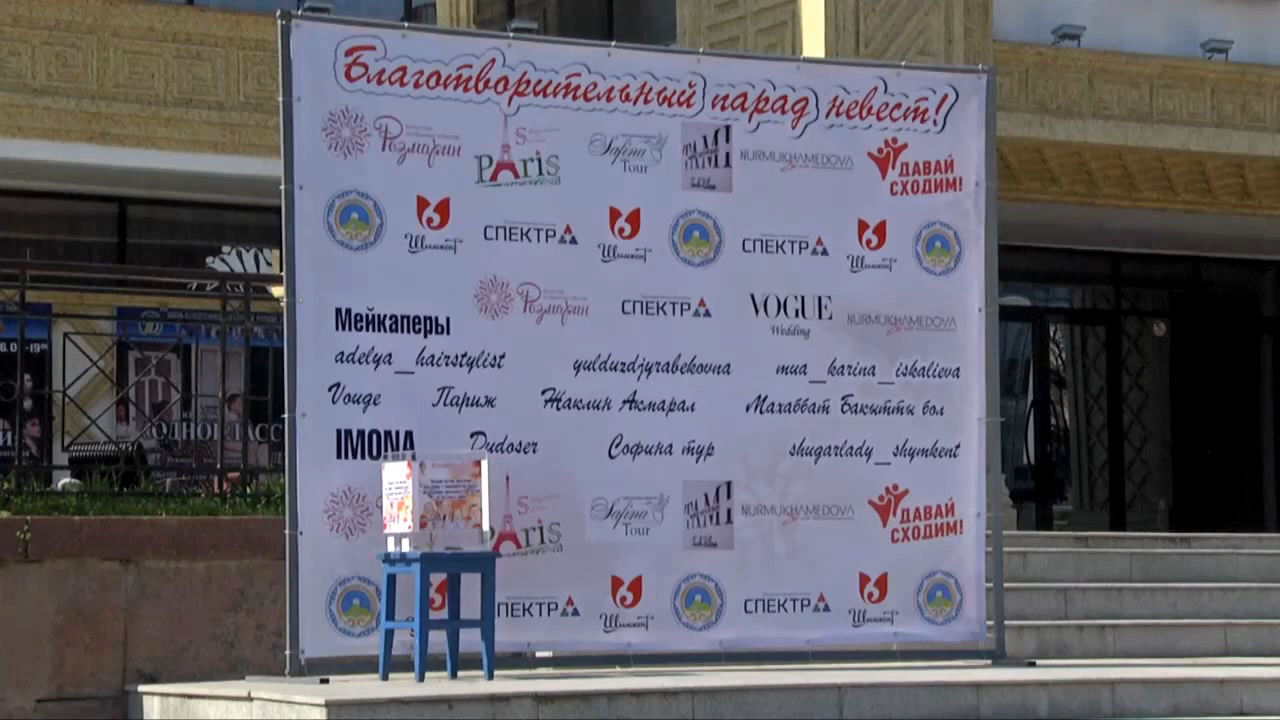 Благотворительный парад невест!
Розмарин Paris Safina Tour ТАМЯ NURMUKHAMEDOVA ДАВАЙ СХОДИМ!
Шымкент СПЕКТР Шымкент СПЕКТР Шымкент
Розмарин СПЕКТР VOGUE Wedding NURMUKHAMEDOVA
Мейкаперы
adelya_hairstylist yulduzdjyrabekovna mua_karina_iskalieva
Vouge Париж Жаклин Акмарал Махаббат Бакытты бол
IMONA Dudoser Софина тур shugarlady_shymkent
Paris Safina Tour NURMUKHAMEDOVA ДАВАЙ СХОДИМ!
СПЕКТР Шымкент СПЕКТР Шымкент